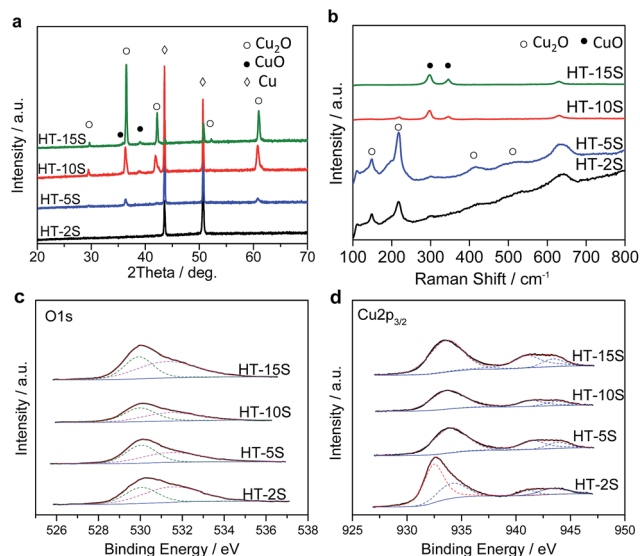 a
Intensity / a.u.
○ Cu₂O
● CuO
◇ Cu
HT-15S
HT-10S
HT-5S
HT-2S
20 30 40 50 60 70
2Theta / deg.
b
Intensity / a.u.
○ Cu₂O ● CuO
HT-15S
HT-10S
HT-5S
HT-2S
100 200 300 400 500 600 700 800
Raman Shift / cm⁻¹
c
O1s
Intensity / a.u.
HT-15S
HT-10S
HT-5S
HT-2S
526 528 530 532 534 536 538
Binding Energy / eV
d
Cu2p₃/₂
Intensity / a.u.
HT-15S
HT-10S
HT-5S
HT-2S
925 930 935 940 945 950
Binding Energy / eV